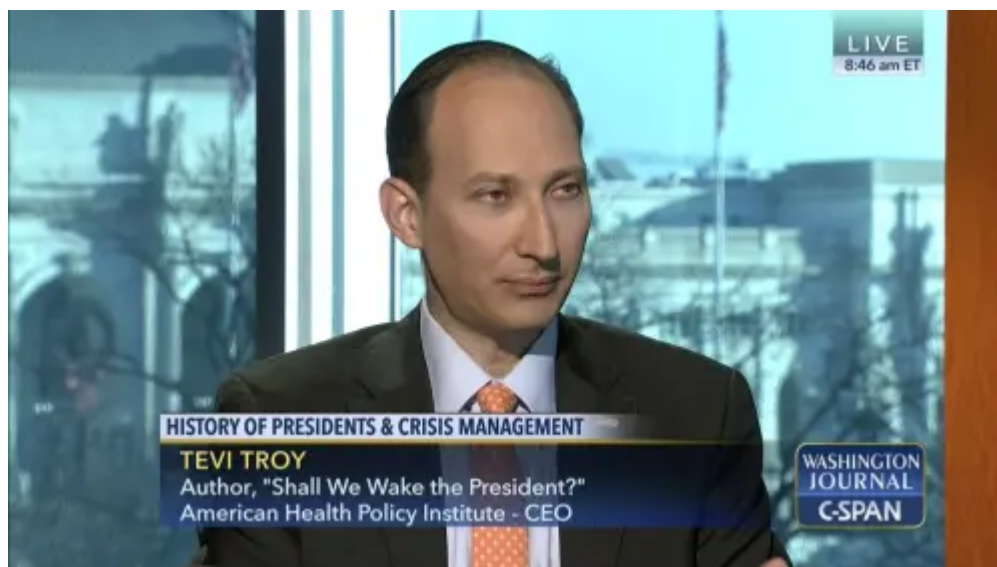 LIVE
8:46 am ET
HISTORY OF PRESIDENTS & CRISIS MANAGEMENT
TEVI TROY
Author, "Shall We Wake the President?"
American Health Policy Institute - CEO
WASHINGTON
JOURNAL
C-SPAN